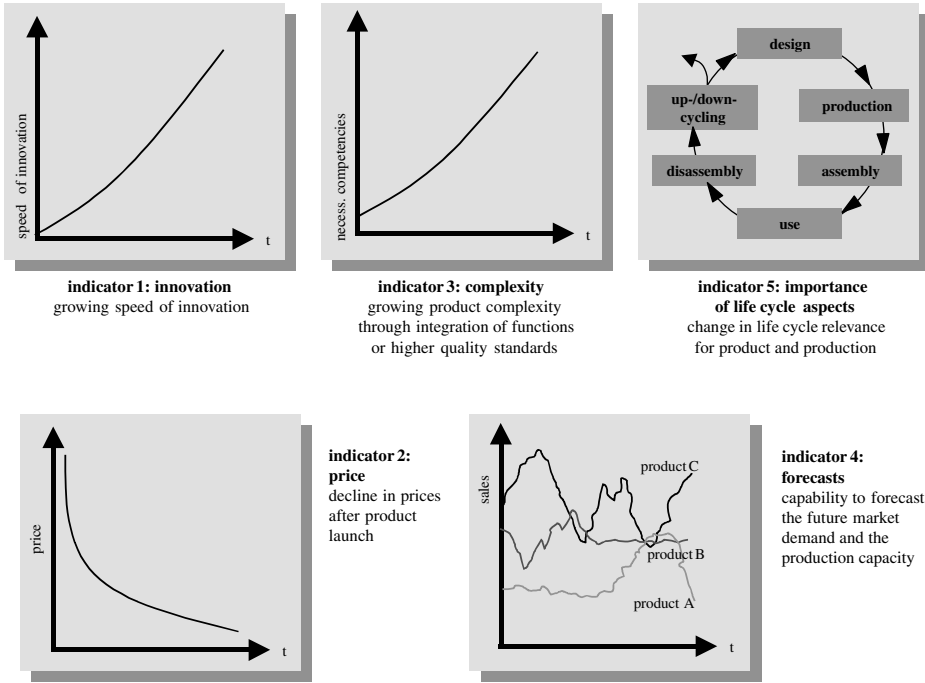 speed of innovation
t
indicator 1: innovation
growing speed of innovation
necess. competencies
t
indicator 3: complexity
growing product complexity
through integration of functions
or higher quality standards
design
up-/down-
cycling
production
disassembly
assembly
use
indicator 5: importance
of life cycle aspects
change in life cycle relevance
for product and production
price
t
indicator 2:
price
decline in prices
after product
launch
sales
product C
product B
product A
t
indicator 4:
forecasts
capability to forecast
the future market
demand and the
production capacity